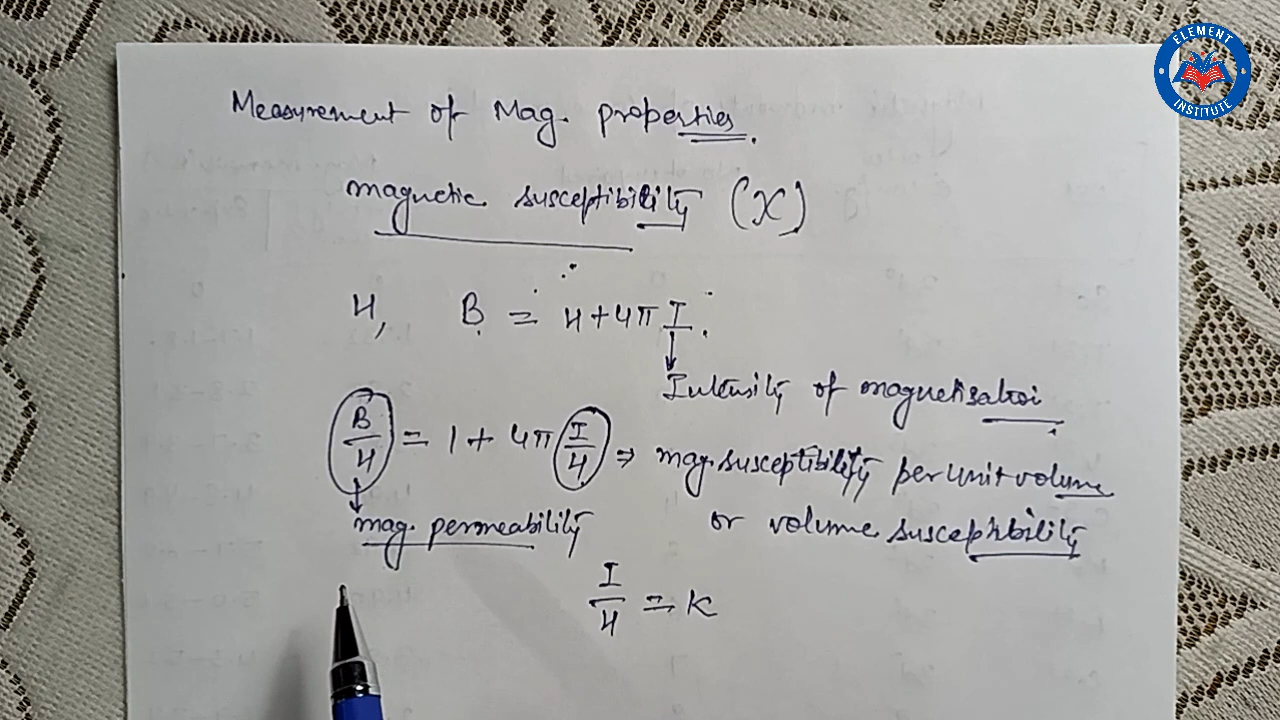 ELEMENT
INSTITUTE
Measurement of Mag. properties.
magnetic susceptibility (χ)
H, B = H + 4π I.
Intensity of magnetisation
B/H = 1 + 4π I/H ⇒ mag. susceptibility per unit volume
mag. permeability or volume susceptibility
I/H = K